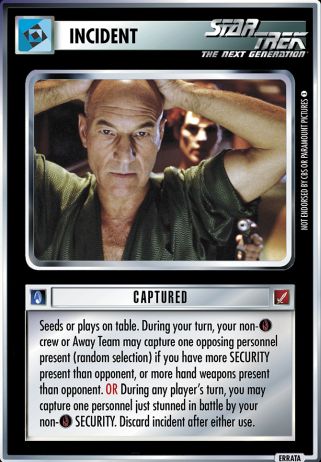 INCIDENT
STAR TREK
THE NEXT GENERATION
NOT ENDORSED BY CBS OR PARAMOUNT PICTURES
CAPTURED
Seeds or plays on table. During your turn, your non-
crew or Away Team may capture one opposing personnel
present (random selection) if you have more SECURITY
present than opponent, or more hand weapons present
than opponent. OR During any player's turn, you may
capture one personnel just stunned in battle by your
non- SECURITY. Discard incident after either use.
ERRATA